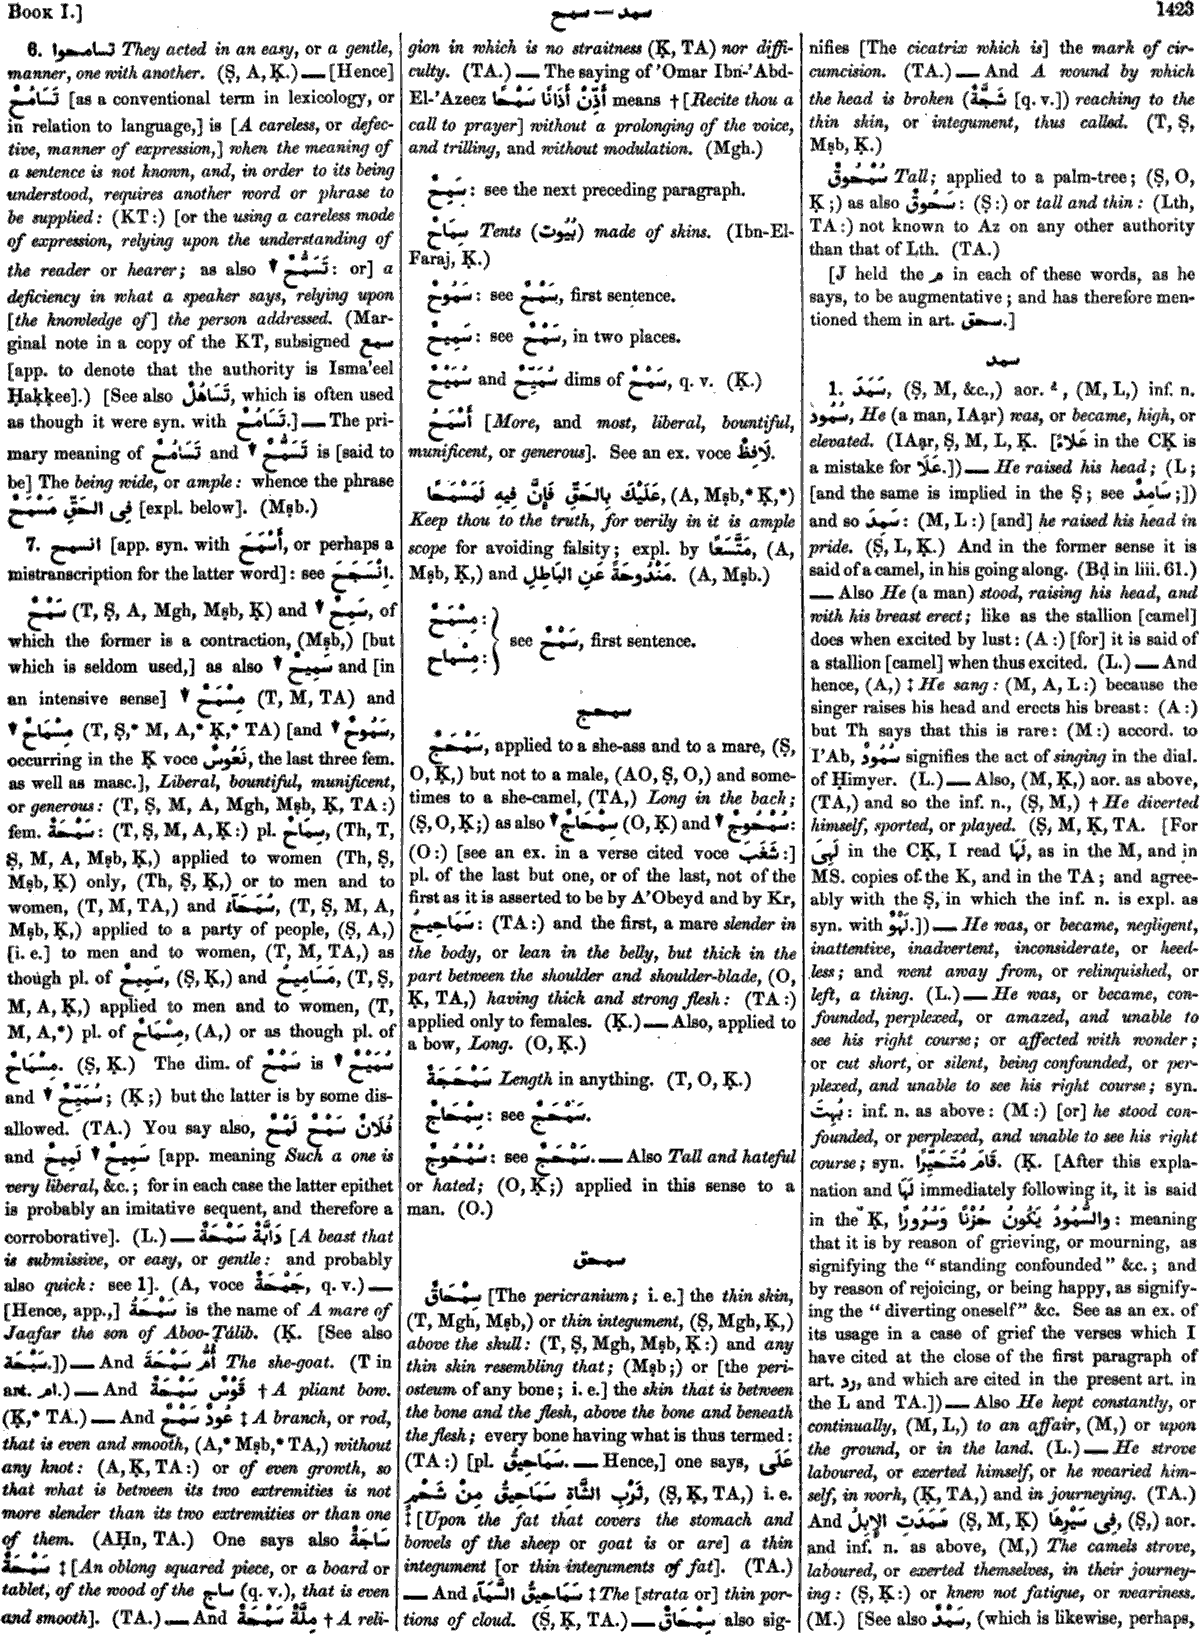 Book I.]
سمد — سمح
1423
6. تسامحوا They acted in an easy, or a gentle,
manner, one with another. (Ṣ, A, Ḳ.) — [Hence]
تَسَامُحٌ [as a conventional term in lexicology, or
in relation to language,] is [A careless, or defec-
tive, manner of expression,] when the meaning of
a sentence is not known, and, in order to its being
understood, requires another word or phrase to
be supplied: (KT:) [or the using a careless mode
of expression, relying upon the understanding of
the reader or hearer; as also ▼ تَسَمُّحٌ: or] a
deficiency in what a speaker says, relying upon
[the knowledge of] the person addressed. (Mar-
ginal note in a copy of the KT, subsigned سمع
[app. to denote that the authority is Isma'eel
Ḥaḳḳee].) [See also تَسَاهُلٌ, which is often used
as though it were syn. with تَسَامُحٌ.] — The pri-
mary meaning of تَسَامُحٌ and ▼ تَسَمُّحٌ is [said to
be] The being wide, or ample: whence the phrase
فِى الحَقِّ مَسْمَحٌ [expl. below]. (Mṣb.)
7. انسمح [app. syn. with أَسْمَحَ, or perhaps a
mistranscription for the latter word]: see اِنْسَجَحَ.
سَمْحٌ (T, Ṣ, A, Mgh, Mṣb, Ḳ) and ▼ سَمِحٌ, of
which the former is a contraction, (Mṣb,) [but
which is seldom used,] as also ▼ سَمِيحٌ and [in
an intensive sense] ▼ مِسْمَحٌ (T, M, TA) and
▼ مِسْمَاحٌ (T, Ṣ,* M, A,* Ḳ,* TA) [and ▼ سَمُوحٌ,
occurring in the Ḳ voce نَعُوسٌ, the last three fem.
as well as masc.], Liberal, bountiful, munificent,
or generous: (T, Ṣ, M, A, Mgh, Mṣb, Ḳ, TA:)
fem. سَمْحَةٌ: (T, Ṣ, M, A, Ḳ:) pl. سِمَاحٌ, (Th, T,
Ṣ, M, A, Mṣb, Ḳ,) applied to women (Th, Ṣ,
Mṣb, Ḳ) only, (Th, Ṣ, Ḳ,) or to men and to
women, (T, M, TA,) and سُمَحَآءُ, (T, Ṣ, M, A,
Mṣb, Ḳ,) applied to a party of people, (Ṣ, A,)
[i. e.] to men and to women, (T, M, TA,) as
though pl. of سَمِيحٌ, (Ṣ, Ḳ,) and مَسَامِيحُ, (T, Ṣ,
M, A, Ḳ,) applied to men and to women, (T,
M, A,*) pl. of مِسْمَاحٌ, (A,) or as though pl. of
مِسْمَاحٌ. (Ṣ, Ḳ.) The dim. of سَمْحٌ is ▼ سُمَيْحٌ
and ▼ سُمَيِّحٌ; (Ḳ;) but the latter is by some dis-
allowed. (TA.) You say also, فُلَانٌ سَمْحٌ لَمْحٌ
and ▼ سَمِيحٌ لَمِيحٌ [app. meaning Such a one is
very liberal, &c.; for in each case the latter epithet
is probably an imitative sequent, and therefore a
corroborative]. (L.) — دَابَّةٌ سَمْحَةٌ [A beast that
is submissive, or easy, or gentle: and probably
also quick: see 1]. (A, voce جَمْحَةٌ, q. v.) —
[Hence, app.,] سَمْحَةُ is the name of A mare of
Jaafar the son of Aboo-Ṭálib. (Ḳ. [See also
سَبْحَةُ.]) — And أُمُّ سَمْحَةَ The she-goat. (T in
art. ام.) — And قَوْسٌ سَمْحَةٌ † A pliant bow.
(Ḳ,* TA.) — And عُودٌ سَمْحٌ ‡ A branch, or rod,
that is even and smooth, (A,* Mṣb,* TA,) without
any knot: (A, Ḳ, TA:) or of even growth, so
that what is between its two extremities is not
more slender than its two extremities or than one
of them. (AḤn, TA.) One says also سَاجَةٌ
سَمْحَةٌ ‡ [An oblong squared piece, or a board or
tablet, of the wood of the ساج (q. v.), that is even
and smooth]. (TA.) — And مِلَّةٌ سَمْحَةٌ † A reli-
gion in which is no straitness (Ḳ, TA) nor diffi-
culty. (TA.) — The saying of 'Omar Ibn-'Abd-
El-'Azeez أَذِّنْ أَذَانًا سَمْحًا means † [Recite thou a
call to prayer] without a prolonging of the voice,
and trilling, and without modulation. (Mgh.)
سَمِحٌ: see the next preceding paragraph.
سِمَاحٌ Tents (بُيُوت) made of skins. (Ibn-El-
Faraj, Ḳ.)
سَمُوحٌ: see سَمْحٌ, first sentence.
سَمِيحٌ: see سَمْحٌ, in two places.
سُمَيْحٌ and سُمَيِّحٌ dims of سَمْحٌ, q. v. (Ḳ.)
أَسْمَحُ [More, and most, liberal, bountiful,
munificent, or generous]. See an ex. voce لَافِظٌ.
عَلَيْكَ بِالحَقِّ فَإِنَّ فِيهِ لَمَسْمَحًا, (A, Mṣb,* Ḳ,*)
Keep thou to the truth, for verily in it is ample
scope for avoiding falsity; expl. by مُتَّسَعًا, (A,
Mṣb, Ḳ,) and مَنْدُوحَةً عَنِ البَاطِلِ. (A, Mṣb.)
مِسْمَحٌ:
see سَمْحٌ, first sentence.
مِسْمَاحٌ:
سمحج
سَمْحَجٌ, applied to a she-ass and to a mare, (Ṣ,
O, Ḳ,) but not to a male, (AO, Ṣ, O,) and some-
times to a she-camel, (TA,) Long in the back;
(Ṣ, O, Ḳ;) as also ▼ سِمْحَاجٌ (O, Ḳ) and ▼ سُمْحُوجٌ:
(O:) [see an ex. in a verse cited voce شَغَبَ:]
pl. of the last but one, or of the last, not of the
first as it is asserted to be by A'Obeyd and by Kr,
سَمَاحِيجُ: (TA:) and the first, a mare slender in
the body, or lean in the belly, but thick in the
part between the shoulder and shoulder-blade, (O,
Ḳ, TA,) having thick and strong flesh: (TA:)
applied only to females. (Ḳ.) — Also, applied to
a bow, Long. (O, Ḳ.)
سَمْحَجَةٌ Length in anything. (T, O, Ḳ.)
سِمْحَاجٌ: see سَمْحَجٌ.
سُمْحُوجٌ: see سَمْحَجٌ. — Also Tall and hateful
or hated; (O, Ḳ;) applied in this sense to a
man. (O.)
سمحق
سِمْحَاقٌ [The pericranium; i. e.] the thin skin,
(T, Mgh, Mṣb,) or thin integument, (Ṣ, Mgh, Ḳ,)
above the skull: (T, Ṣ, Mgh, Mṣb, Ḳ:) and any
thin skin resembling that; (Mṣb;) or [the peri-
osteum of any bone; i. e.] the skin that is between
the bone and the flesh, above the bone and beneath
the flesh; every bone having what is thus termed:
(TA:) [pl. سَمَاحِيقُ. — Hence,] one says, عَلَى
ثَرْبِ الشَّاةِ سَمَاحِيقُ مِنْ شَحْمٍ, (Ṣ, Ḳ, TA,) i. e.
‡ [Upon the fat that covers the stomach and
bowels of the sheep or goat is or are] a thin
integument [or thin integuments of fat]. (TA.)
— And سَمَاحِيقُ السَّمَآءِ ‡ The [strata or] thin por-
tions of cloud. (Ṣ, Ḳ, TA.) — سِمْحَاقٌ also sig-
nifies [The cicatrix which is] the mark of cir-
cumcision. (TA.) — And A wound by which
the head is broken (شَجَّةٌ [q. v.]) reaching to the
thin skin, or integument, thus called. (T, Ṣ,
Mṣb, Ḳ.)
سُمْحُوقٌ Tall; applied to a palm-tree; (Ṣ, O,
Ḳ;) as also سَحُوقٌ: (Ṣ:) or tall and thin: (Lth,
TA:) not known to Az on any other authority
than that of Lth. (TA.)
[J held the م in each of these words, as he
says, to be augmentative; and has therefore men-
tioned them in art. سحق.]
سمد
1. سَمَدَ, (Ṣ, M, &c.,) aor. ـُ, (M, L,) inf. n.
سُمُودٌ, He (a man, IAạr) was, or became, high, or
elevated. (IAạr, Ṣ, M, L, Ḳ. [عَلَآءٌ in the CḲ is
a mistake for عَلَا.]) — He raised his head; (L;
[and the same is implied in the Ṣ; see سَامِدٌ;])
and so سَمِدَ: (M, L:) [and] he raised his head in
pride. (Ṣ, L, Ḳ.) And in the former sense it is
said of a camel, in his going along. (Bḍ in liii. 61.)
— Also He (a man) stood, raising his head, and
with his breast erect; like as the stallion [camel]
does when excited by lust: (A:) [for] it is said of
a stallion [camel] when thus excited. (L.) — And
hence, (A,) ‡ He sang: (M, A, L:) because the
singer raises his head and erects his breast: (A:)
but Th says that this is rare: (M:) accord. to
I'Ab, سُمُودٌ signifies the act of singing in the dial.
of Ḥimyer. (L.) — Also, (M, Ḳ,) aor. as above,
(TA,) and so the inf. n., (Ṣ, M,) † He diverted
himself, sported, or played. (Ṣ, M, Ḳ, TA. [For
لَهِىَ in the CḲ, I read لَهَا, as in the M, and in
MS. copies of the K, and in the TA; and agree-
ably with the Ṣ, in which the inf. n. is expl. as
syn. with لَهْوٌ.]) — He was, or became, negligent,
inattentive, inadvertent, inconsiderate, or heed-
less; and went away from, or relinquished, or
left, a thing. (L.) — He was, or became, con-
founded, perplexed, or amazed, and unable to
see his right course; or affected with wonder;
or cut short, or silent, being confounded, or per-
plexed, and unable to see his right course; syn.
بُهِتَ: inf. n. as above: (M:) [or] he stood con-
founded, or perplexed, and unable to see his right
course; syn. قَامَ مُتَحَيِّرًا. (Ḳ. [After this expla-
nation and لَهَا immediately following it, it is said
in the Ḳ, والسُّمُودُ يَكُونُ حُزْنًا وَسُرُورًا: meaning
that it is by reason of grieving, or mourning, as
signifying the "standing confounded" &c.; and
by reason of rejoicing, or being happy, as signify-
ing the "diverting oneself" &c. See as an ex. of
its usage in a case of grief the verses which I
have cited at the close of the first paragraph of
art. رد, and which are cited in the present art. in
the L and TA.]) — Also He kept constantly, or
continually, (M, L,) to an affair, (M,) or upon
the ground, or in the land. (L.) — He strove
laboured, or exerted himself, or he wearied him-
self, in work, (Ḳ, TA,) and in journeying. (TA.)
And سَمَدَتِ الإِبِلُ (Ṣ, M, Ḳ) فِى سَيْرِهَا, (Ṣ,) aor.
and inf. n. as above, (M,) The camels strove,
laboured, or exerted themselves, in their journey-
ing: (Ṣ, Ḳ:) or knew not fatigue, or weariness.
(M.) [See also سَمْدٌ, (which is likewise, perhaps,